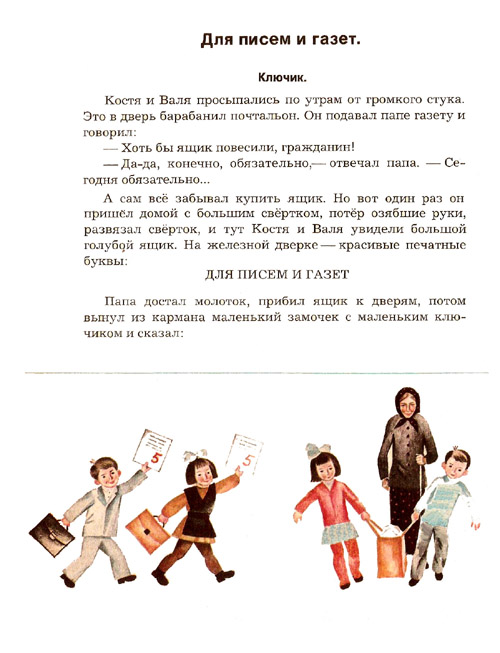 Для писем и газет.
Ключик.
Костя и Валя просыпались по утрам от громкого стука.
Это в дверь барабанил почтальон. Он подавал папе газету и
говорил:
— Хоть бы ящик повесили, гражданин!
— Да-да, конечно, обязательно,— отвечал папа. — Се-
годня обязательно...
А сам всё забывал купить ящик. Но вот один раз он
пришёл домой с большим свёртком, потёр озябшие руки,
развязал свёрток, и тут Костя и Валя увидели большой
голубой ящик. На железной дверке — красивые печатные
буквы:
ДЛЯ ПИСЕМ И ГАЗЕТ
Папа достал молоток, прибил ящик к дверям, потом
вынул из кармана маленький замочек с маленьким клю-
чиком и сказал:
5
5